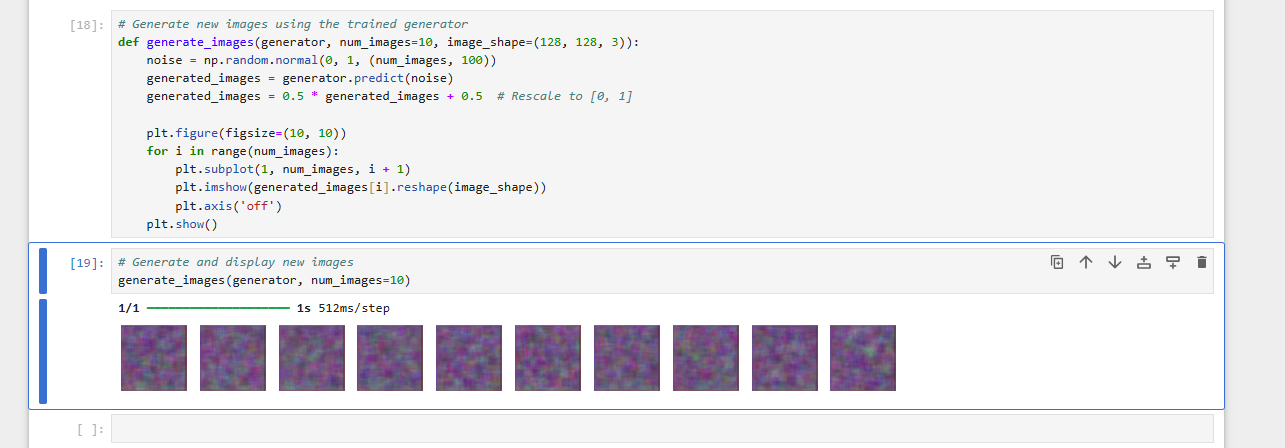 [18]: # Generate new images using the trained generator
def generate_images(generator, num_images=10, image_shape=(128, 128, 3)):
    noise = np.random.normal(0, 1, (num_images, 100))
    generated_images = generator.predict(noise)
    generated_images = 0.5 * generated_images + 0.5  # Rescale to [0, 1]

    plt.figure(figsize=(10, 10))
    for i in range(num_images):
        plt.subplot(1, num_images, i + 1)
        plt.imshow(generated_images[i].reshape(image_shape))
        plt.axis('off')
    plt.show()
[19]: # Generate and display new images
generate_images(generator, num_images=10)
1/1 1s 512ms/step
[ ]: